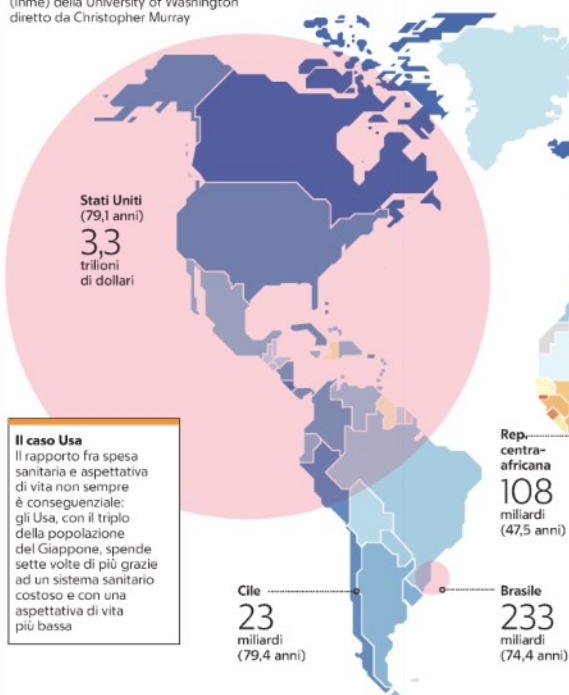 (Inme) della University of Washington
diretto da Christopher Murray
Stati Uniti
(79,1 anni)
3,3
trilioni
di dollari
Il caso Usa
Il rapporto fra spesa
sanitaria e aspettativa
di vita non sempre
è conseguenziale:
gli Usa, con il triplo
della popolazione
del Giappone, spende
sette volte di più grazie
ad un sistema sanitario
costoso e con una
aspettativa di vita
più bassa
Rep.
centra-
africana
108
miliardi
(47,5 anni)
Cile
23
miliardi
(79,4 anni)
Brasile
233
miliardi
(74,4 anni)